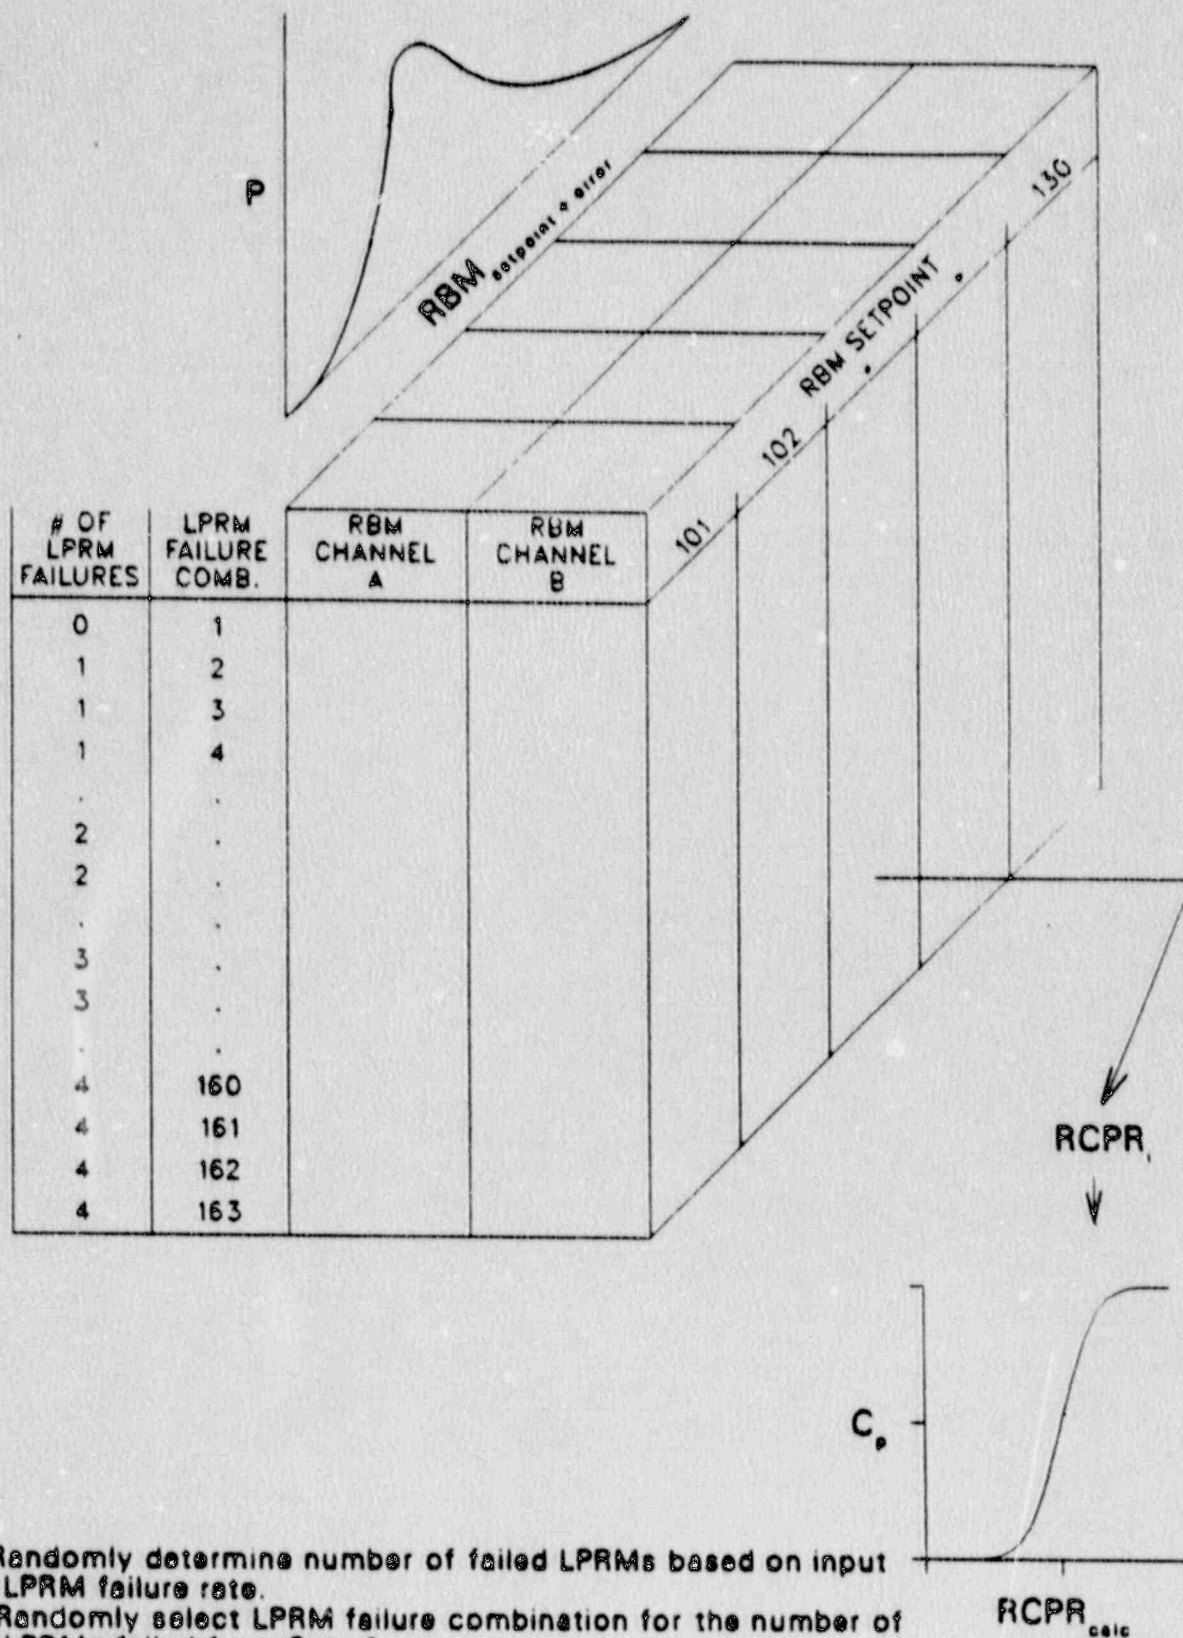 P
RBM setpoint + error
130
RBM SETPOINT
102
101
# OF LPRM FAILURES
LPRM FAILURE COMB.
RBM CHANNEL A
RBM CHANNEL B
0 1
1 2
1 3
1 4
. .
2 .
2 .
. .
3 .
3 .
. .
4 160
4 161
4 162
4 163
RCPR
Cp
RCPR calc
Randomly determine number of failed LPRMs based on input
LPRM failure rate.
Randomly select LPRM failure combination for the number of